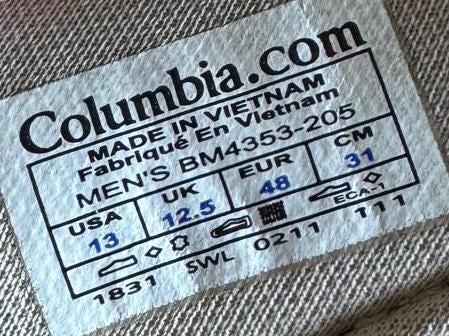 Columbia.com
MADE IN VIETNAM
Fabriqué En Vietnam
MEN'S BM4353-205
USA UK EUR CM
13 12.5 48 31
ECA-1
1831 SWL 0211 111